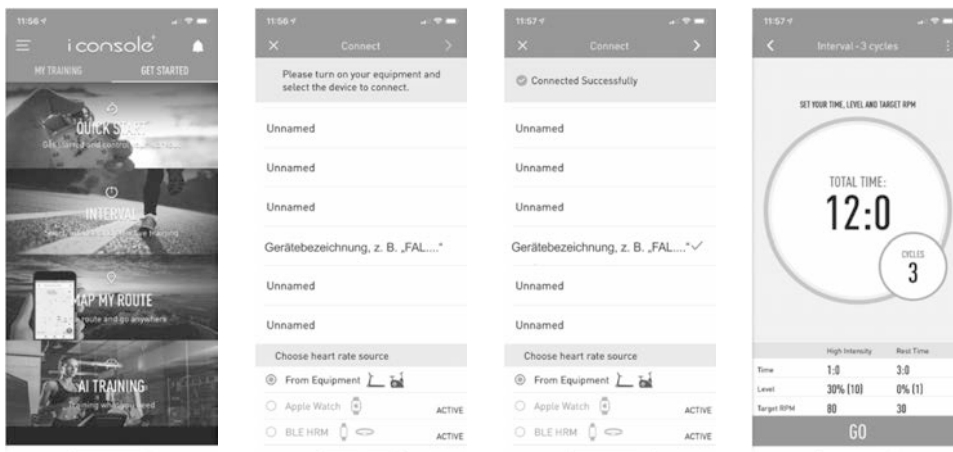 11:56
iconsole+
MY TRAINING GET STARTED
QUICK START
INTERVAL
MAP MY ROUTE
AI TRAINING
11:56
Connect
Please turn on your equipment and
select the device to connect.
Unnamed
Unnamed
Unnamed
Gerätebezeichnung, z. B. „FAL....“
Unnamed
Unnamed
Choose heart rate source
From Equipment
Apple Watch ACTIVE
BLE HRM ACTIVE
11:57
Connect
Connected Successfully
Unnamed
Unnamed
Unnamed
Gerätebezeichnung, z. B. „FAL....“
Unnamed
Unnamed
Choose heart rate source
From Equipment
Apple Watch ACTIVE
BLE HRM ACTIVE
11:57
Interval-3 cycles
SET YOUR TIME, LEVEL AND TARGET RPM
TOTAL TIME:
12:0
CYCLES
3
High Intensity Rest Time
Time 1:0 3:0
Level 30% (10) 0% (1)
Target RPM 80 30
GO